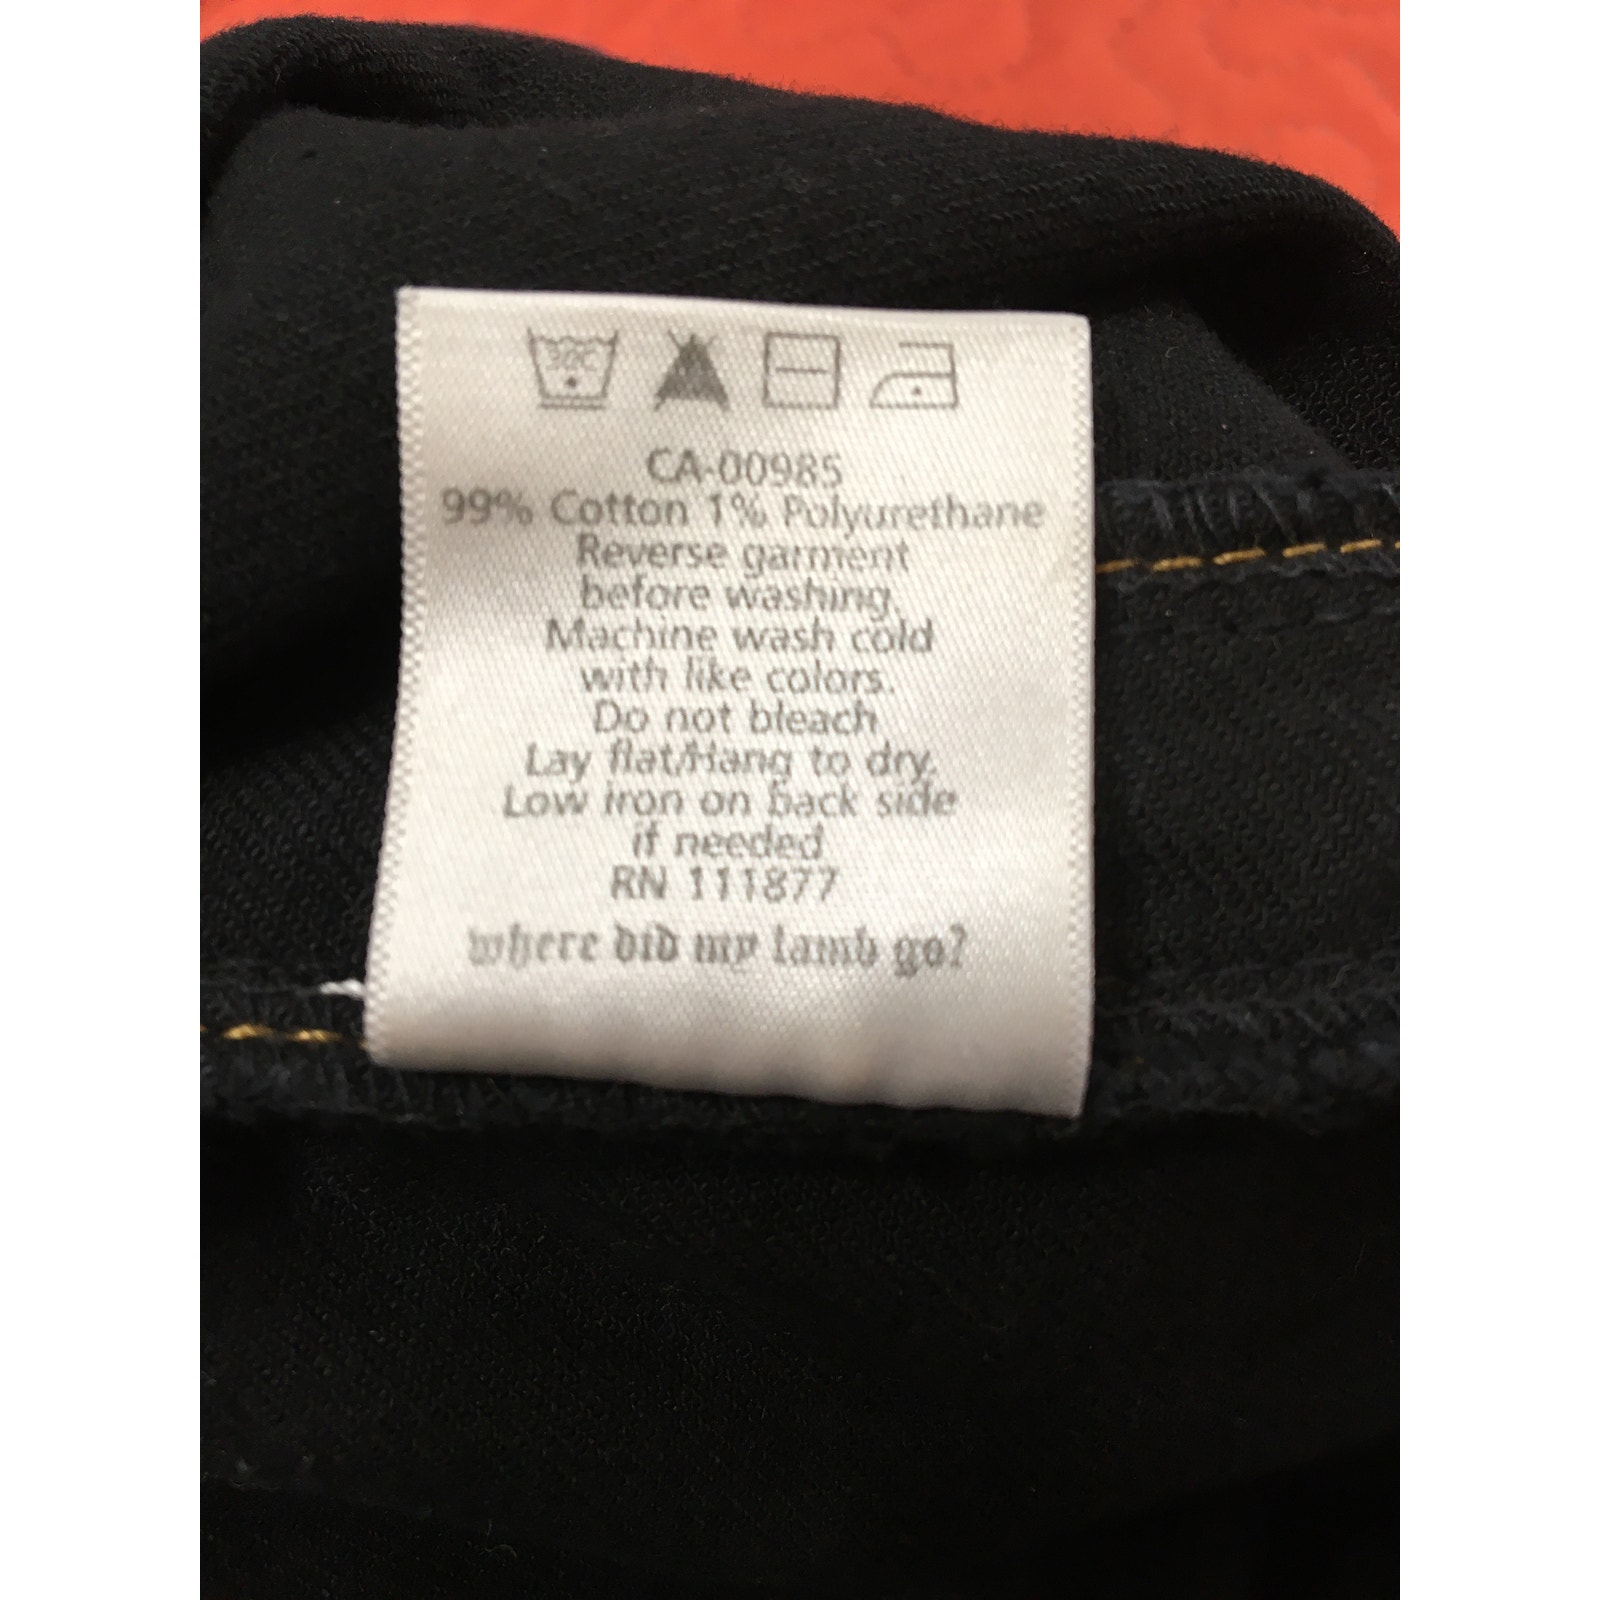 30C
CA-00985
99% Cotton 1% Polyurethane
Reverse garment
before washing.
Machine wash cold
with like colors.
Do not bleach
Lay flat/Hang to dry.
Low iron on back side
if needed
RN 111877
where did my lamb go?